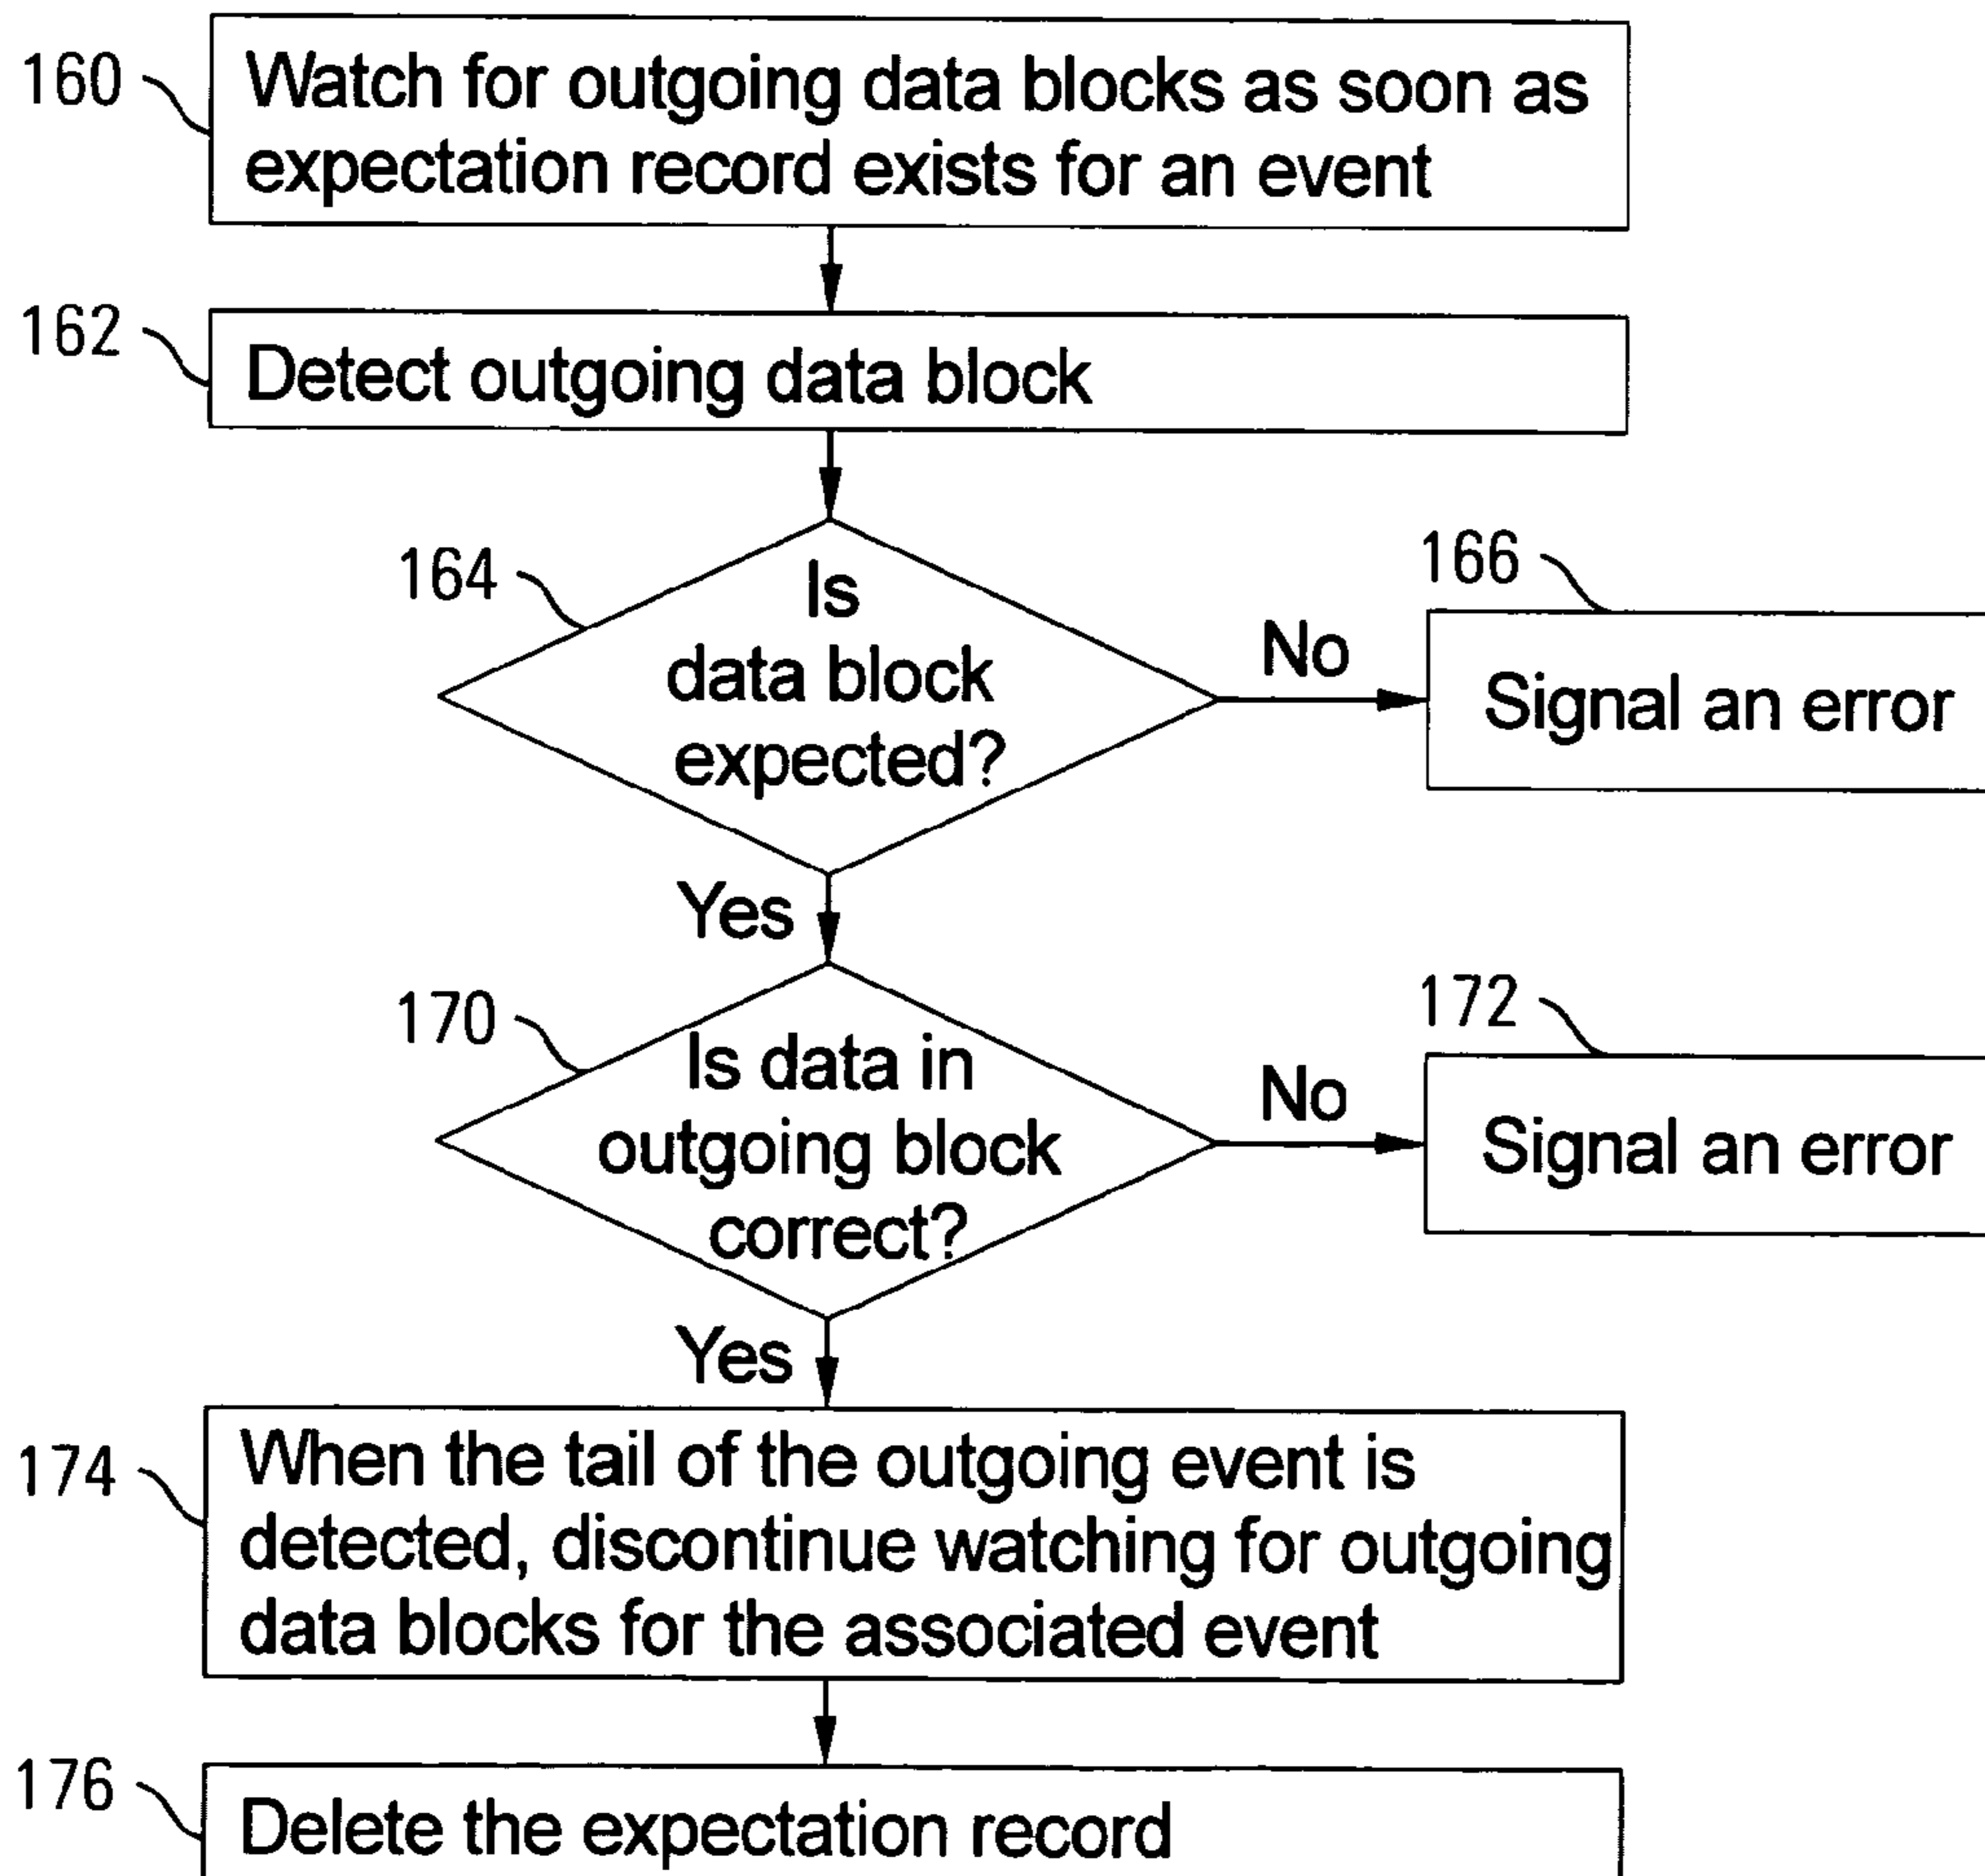 160
Watch for outgoing data blocks as soon as
expectation record exists for an event
162
Detect outgoing data block
164
Is
data block
expected?
No
166
Signal an error
Yes
170
Is data in
outgoing block
correct?
No
172
Signal an error
Yes
174
When the tail of the outgoing event is
detected, discontinue watching for outgoing
data blocks for the associated event
176
Delete the expectation record